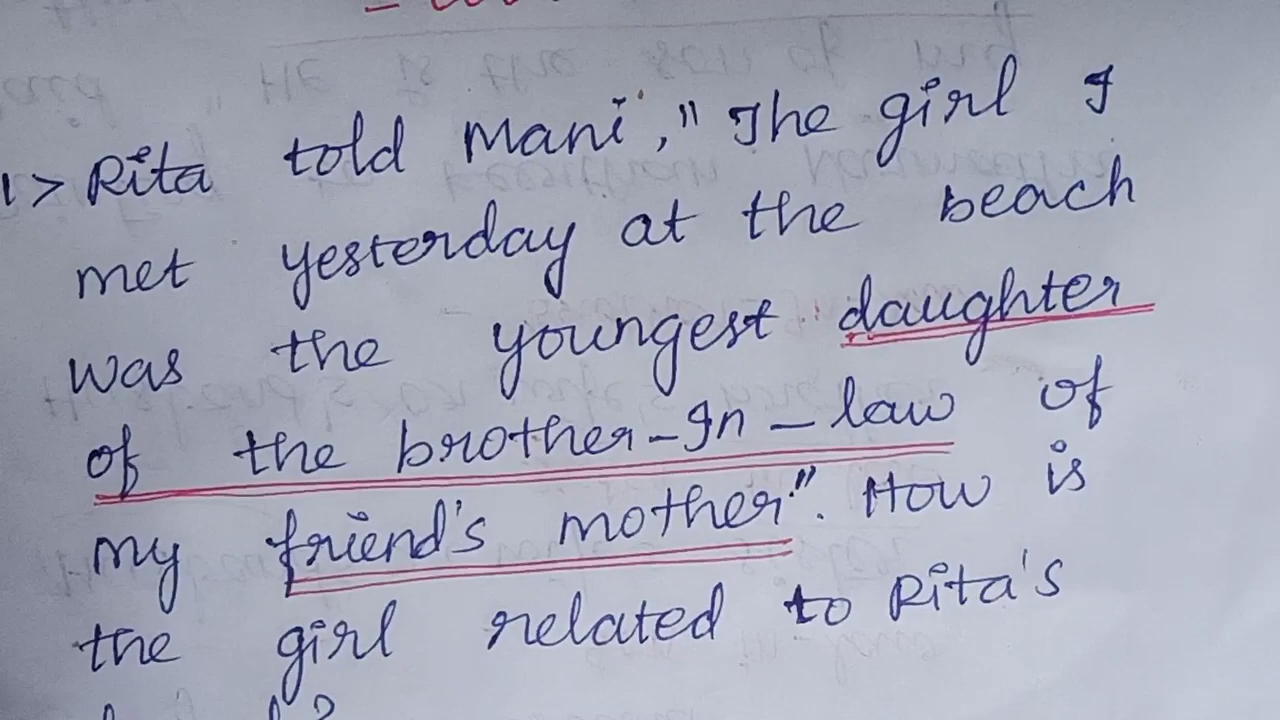 1> Rita told Mani, "The girl I
met yesterday at the beach
was the youngest daughter
of the brother-In-law of
my friend's mother". How is
the girl related to Rita's